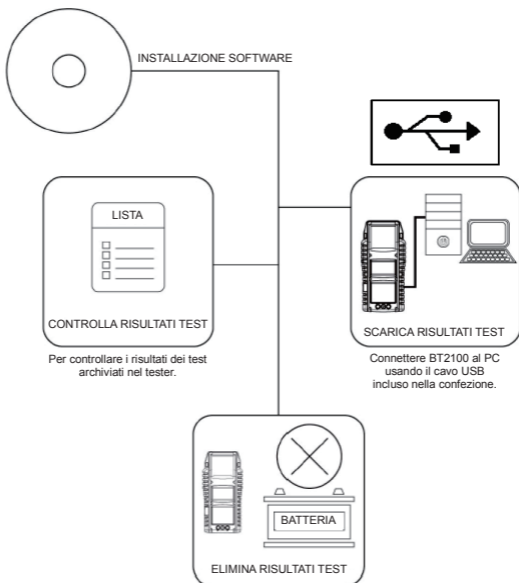 INSTALLAZIONE SOFTWARE
LISTA
CONTROLLA RISULTATI TEST
Per controllare i risultati dei test
archiviati nel tester.
SCARICA RISULTATI TEST
Connettere BT2100 al PC
usando il cavo USB
incluso nella confezione.
BATTERIA
ELIMINA RISULTATI TEST